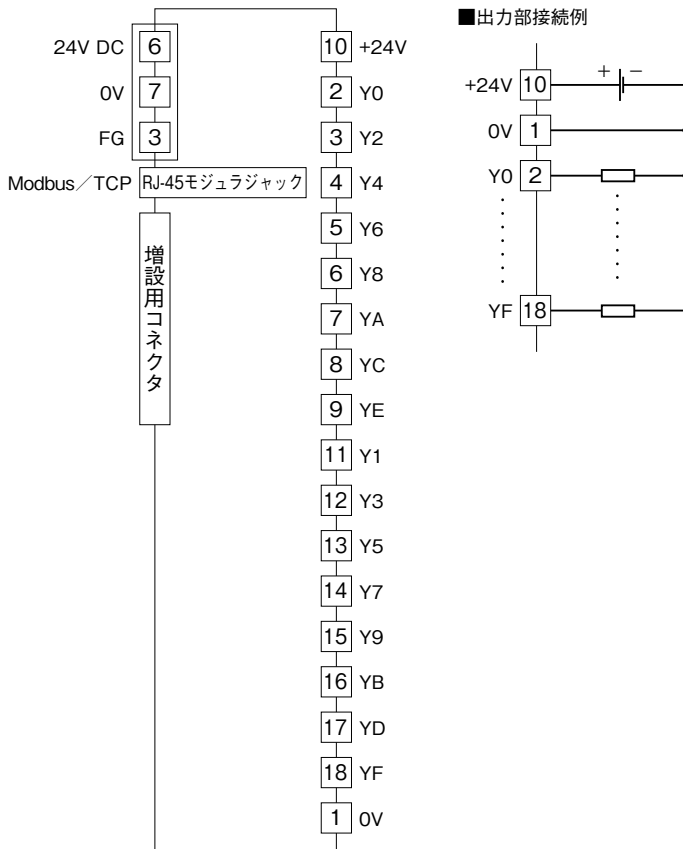 24V DC 6
0V 7
FG 3
Modbus／TCP RJ-45モジュラジャック
増設用コネクタ
10 +24V
2 Y0
3 Y2
4 Y4
5 Y6
6 Y8
7 YA
8 YC
9 YE
11 Y1
12 Y3
13 Y5
14 Y7
15 Y9
16 YB
17 YD
18 YF
1 0V
■出力部接続例
+24V 10 + −
0V 1
Y0 2
YF 18